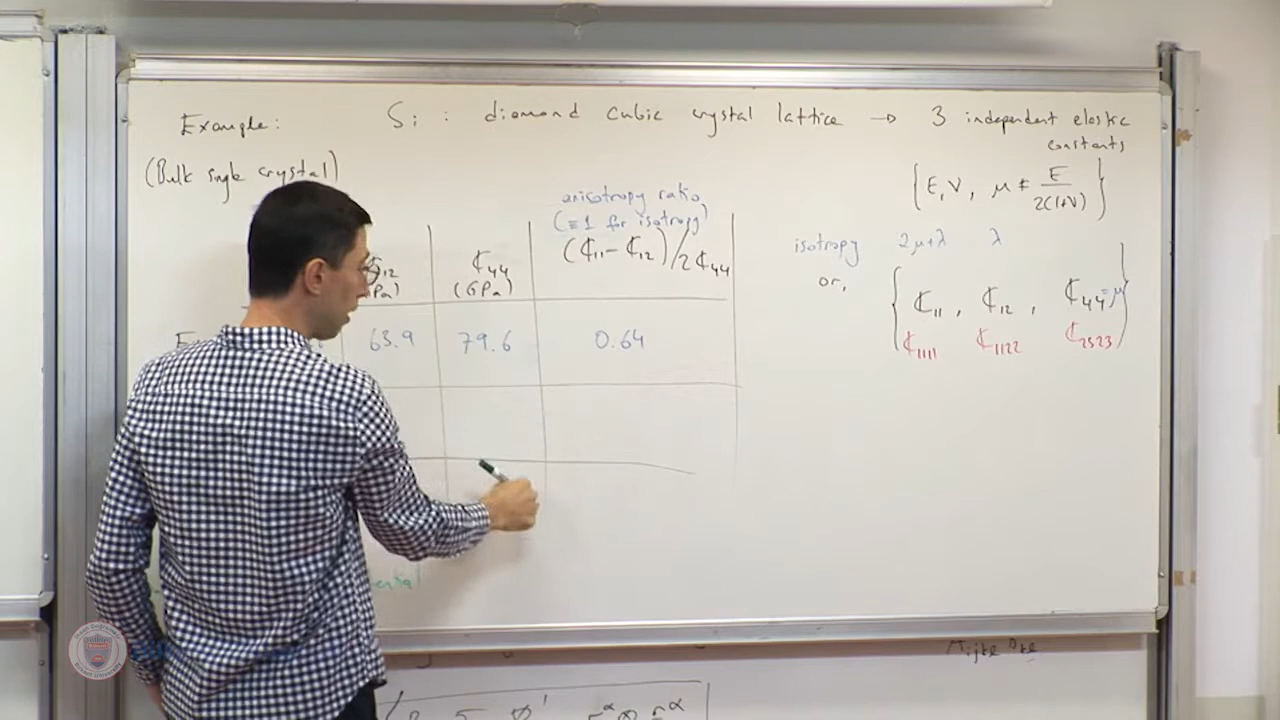 Example: Si : diamond cubic crystal lattice → 3 independent elastic constants
(Bulk single crystal)
{E, ν, μ ≠ E/2(1+ν)}
anisotropy ratio
(≡ 1 for isotropy)
(ℂ11 - ℂ12)/2ℂ44
12
ℂ44
(GPa)
63.9 79.6 0.64
isotropy 2μ+λ λ
or, {ℂ11, ℂ12, ℂ44=μ}
ℂ1111 ℂ1122 ℂ2323